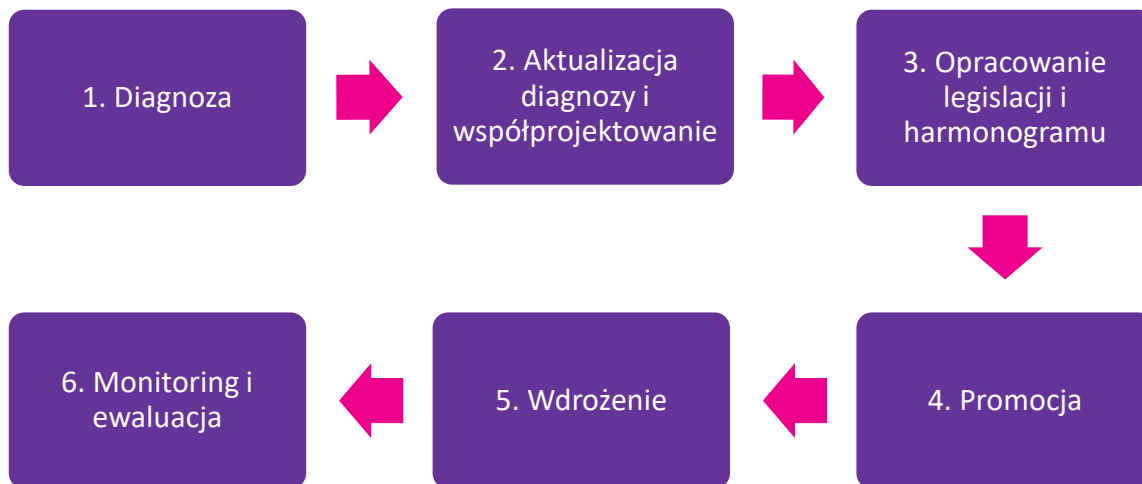 1. Diagnoza
2. Aktualizacja
diagnozy i
współprojektowanie
3. Opracowanie
legislacji i
harmonogramu
4. Promocja
5. Wdrożenie
6. Monitoring i
ewaluacja